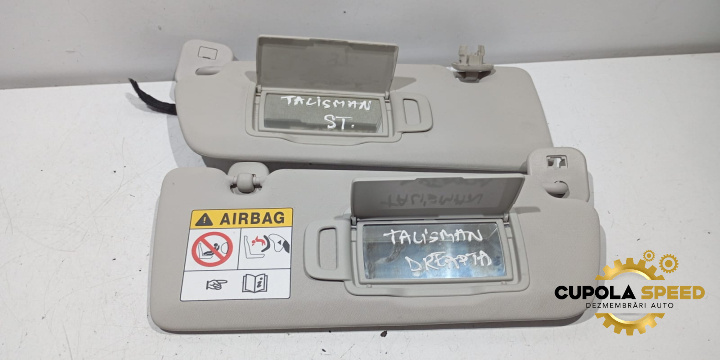 TALISMAN
ST.
AIRBAG
TALISMAN
DREAPTA
CUPOLA SPEED
DEZMEMBRĂRI AUTO